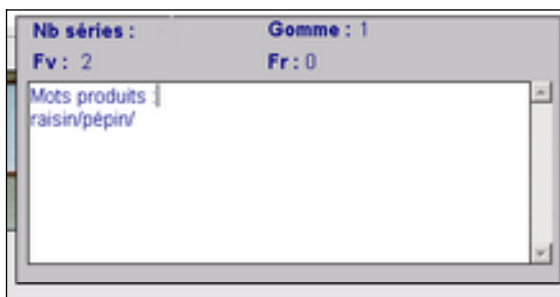 Nb séries : Gomme : 1
Fv : 2 Fr : 0
Mots produits :
raisin/pépin/